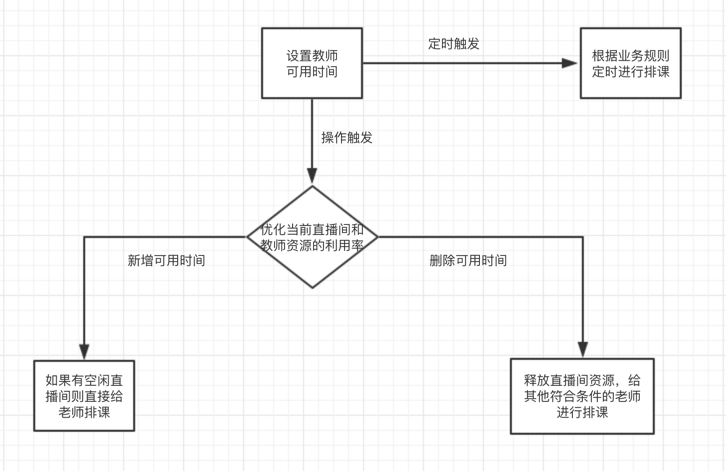 设置教师
可用时间
定时触发
根据业务规则
定时进行排课
操作触发
优化当前直播间和
教师资源的利用率
新增可用时间
删除可用时间
如果有空闲直
播间则直接给
老师排课
释放直播间资源，给
其他符合条件的老师
进行排课